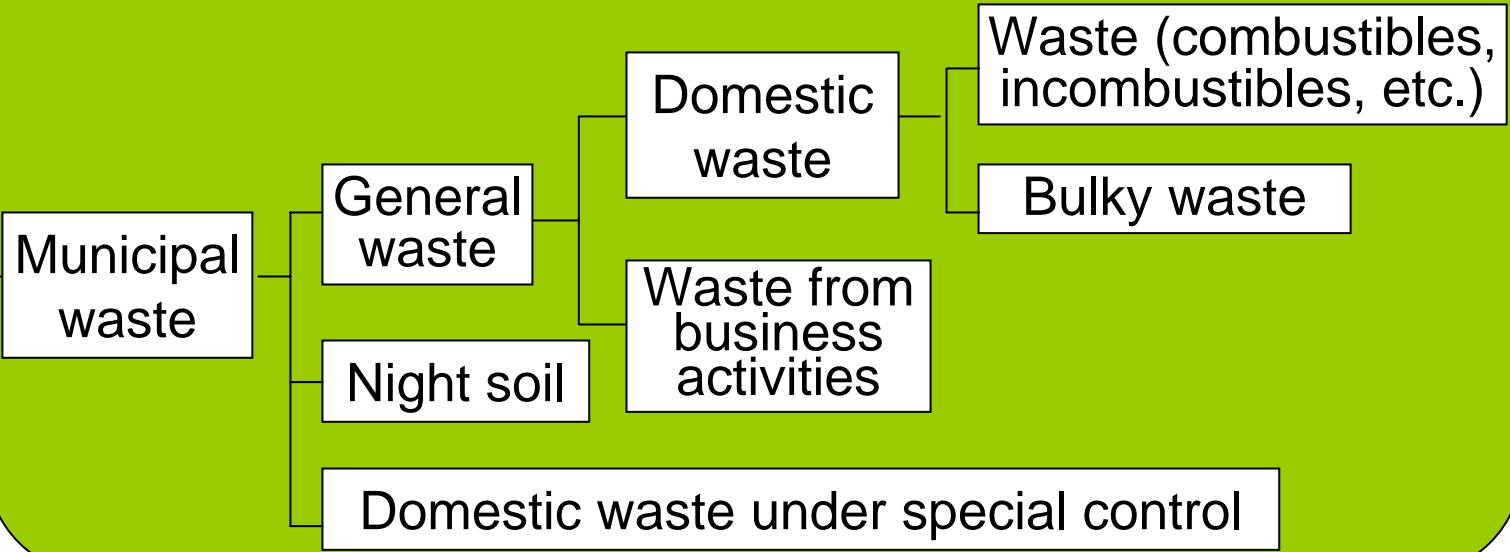 Municipal
waste
General
waste
Night soil
Domestic waste under special control
Domestic
waste
Waste from
business
activities
Waste (combustibles,
incombustibles, etc.)
Bulky waste